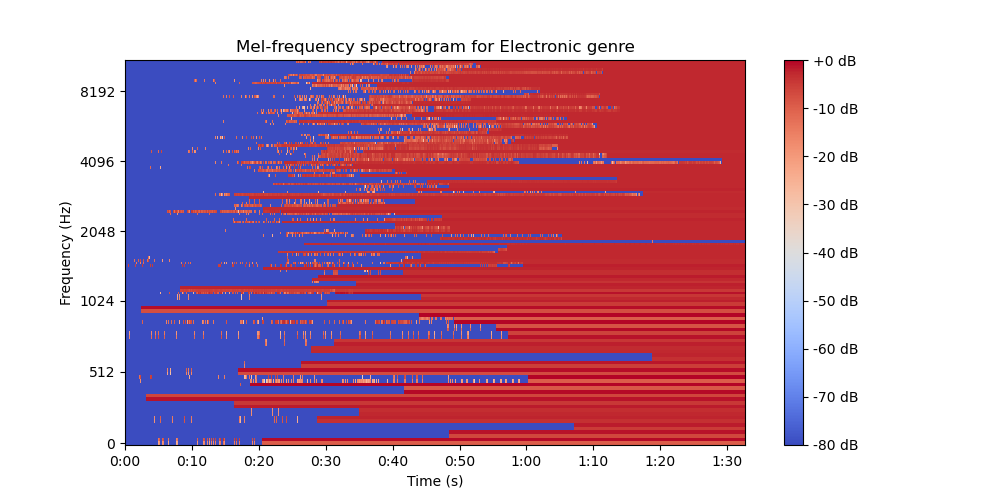 Mel-frequency spectrogram for Electronic genre
Frequency (Hz)
8192
4096
2048
1024
512
0
0:00 0:10 0:20 0:30 0:40 0:50 1:00 1:10 1:20 1:30
Time (s)
+0 dB
-10 dB
-20 dB
-30 dB
-40 dB
-50 dB
-60 dB
-70 dB
-80 dB